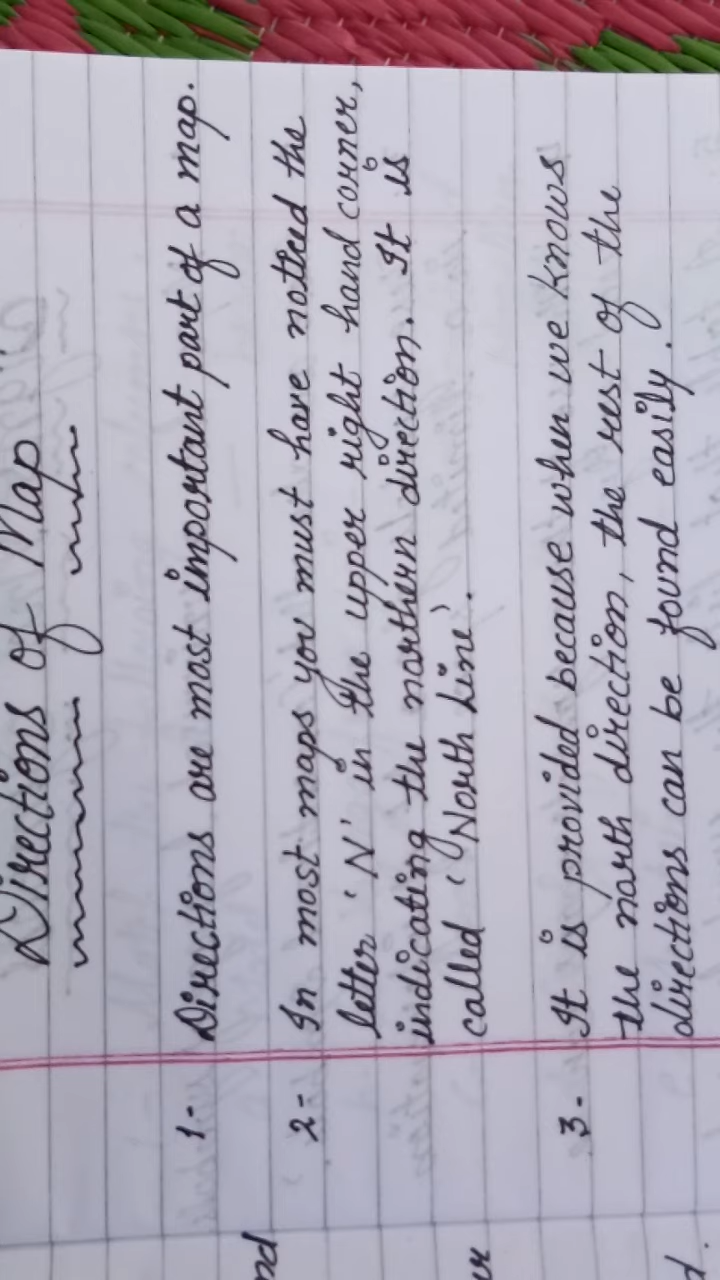 Directions of Map
1- Directions are most important part of a map.
2- In most maps you must have noticed the
letter 'N' in the upper right hand corner,
indicating the northern direction. It is
called 'North Line'.
3- It is provided because when we knows
the north direction, the rest of the
directions can be found easily.